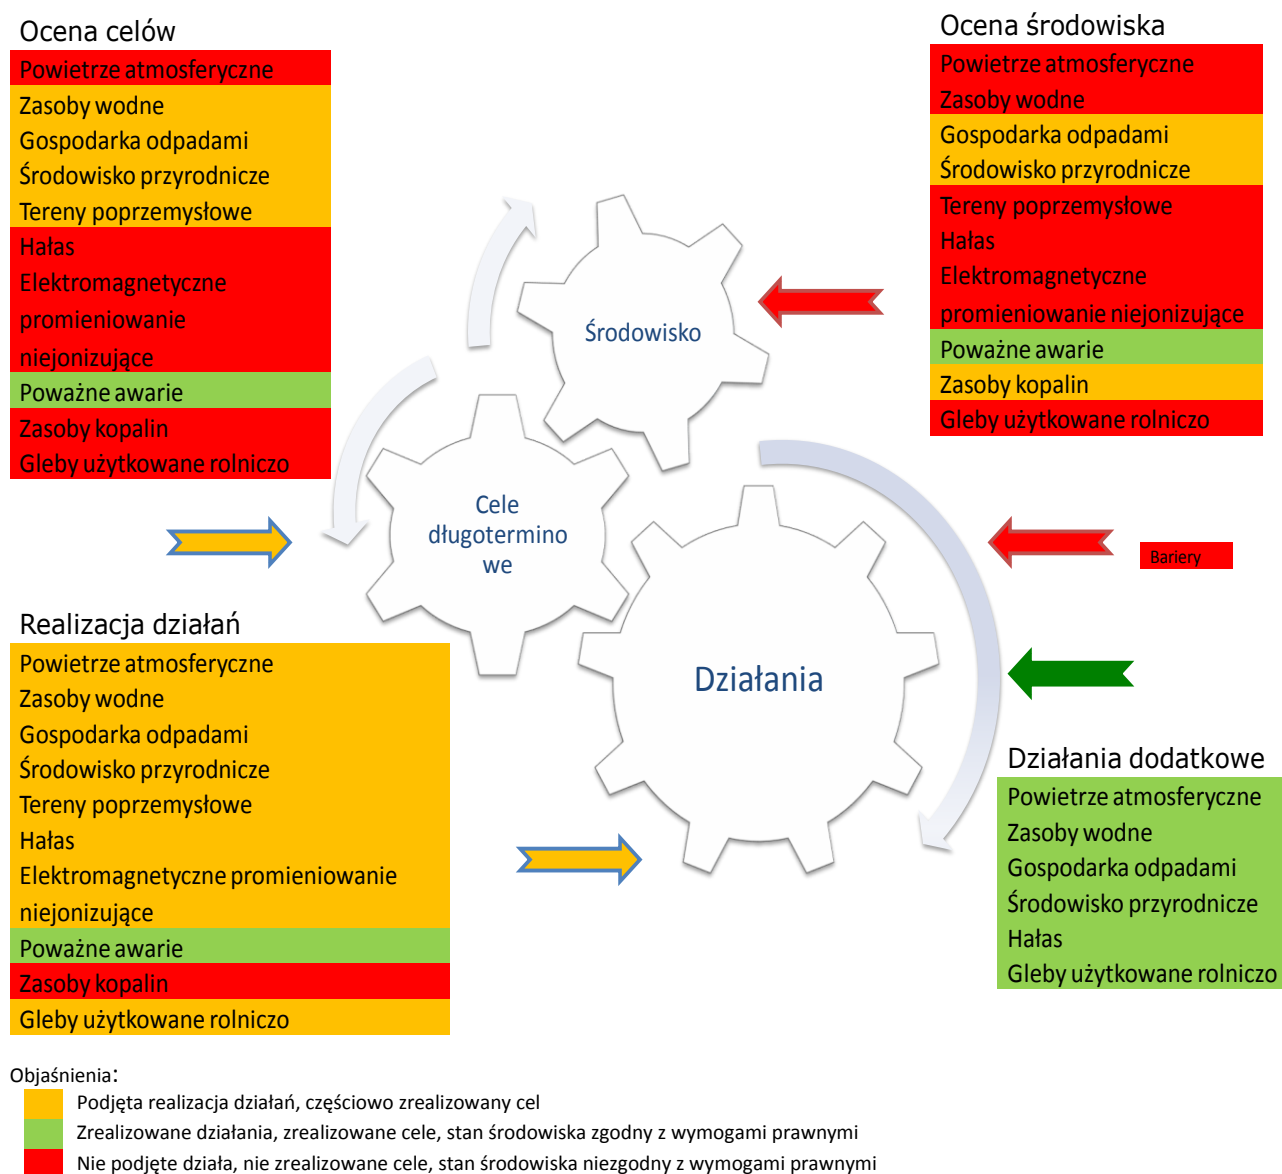 Ocena celów
Powietrze atmosferyczne
Zasoby wodne
Gospodarka odpadami
Środowisko przyrodnicze
Tereny poprzemysłowe
Hałas
Elektromagnetyczne
promieniowanie
niejonizujące
Poważne awarie
Zasoby kopalin
Gleby użytkowane rolniczo
Ocena środowiska
Powietrze atmosferyczne
Zasoby wodne
Gospodarka odpadami
Środowisko przyrodnicze
Tereny poprzemysłowe
Hałas
Elektromagnetyczne
promieniowanie niejonizujące
Poważne awarie
Zasoby kopalin
Gleby użytkowane rolniczo
Środowisko
Cele
długotermino
we
Działania
Bariery
Realizacja działań
Powietrze atmosferyczne
Zasoby wodne
Gospodarka odpadami
Środowisko przyrodnicze
Tereny poprzemysłowe
Hałas
Elektromagnetyczne promieniowanie
niejonizujące
Poważne awarie
Zasoby kopalin
Gleby użytkowane rolniczo
Działania dodatkowe
Powietrze atmosferyczne
Zasoby wodne
Gospodarka odpadami
Środowisko przyrodnicze
Hałas
Gleby użytkowane rolniczo
Objaśnienia:
Podjęta realizacja działań, częściowo zrealizowany cel
Zrealizowane działania, zrealizowane cele, stan środowiska zgodny z wymogami prawnymi
Nie podjęte działa, nie zrealizowane cele, stan środowiska niezgodny z wymogami prawnymi